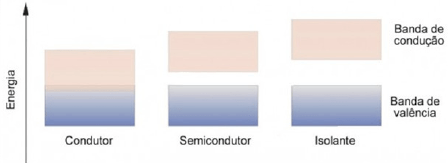 Energia
Banda de
condução
Banda de
valência
Condutor
Semicondutor
Isolante